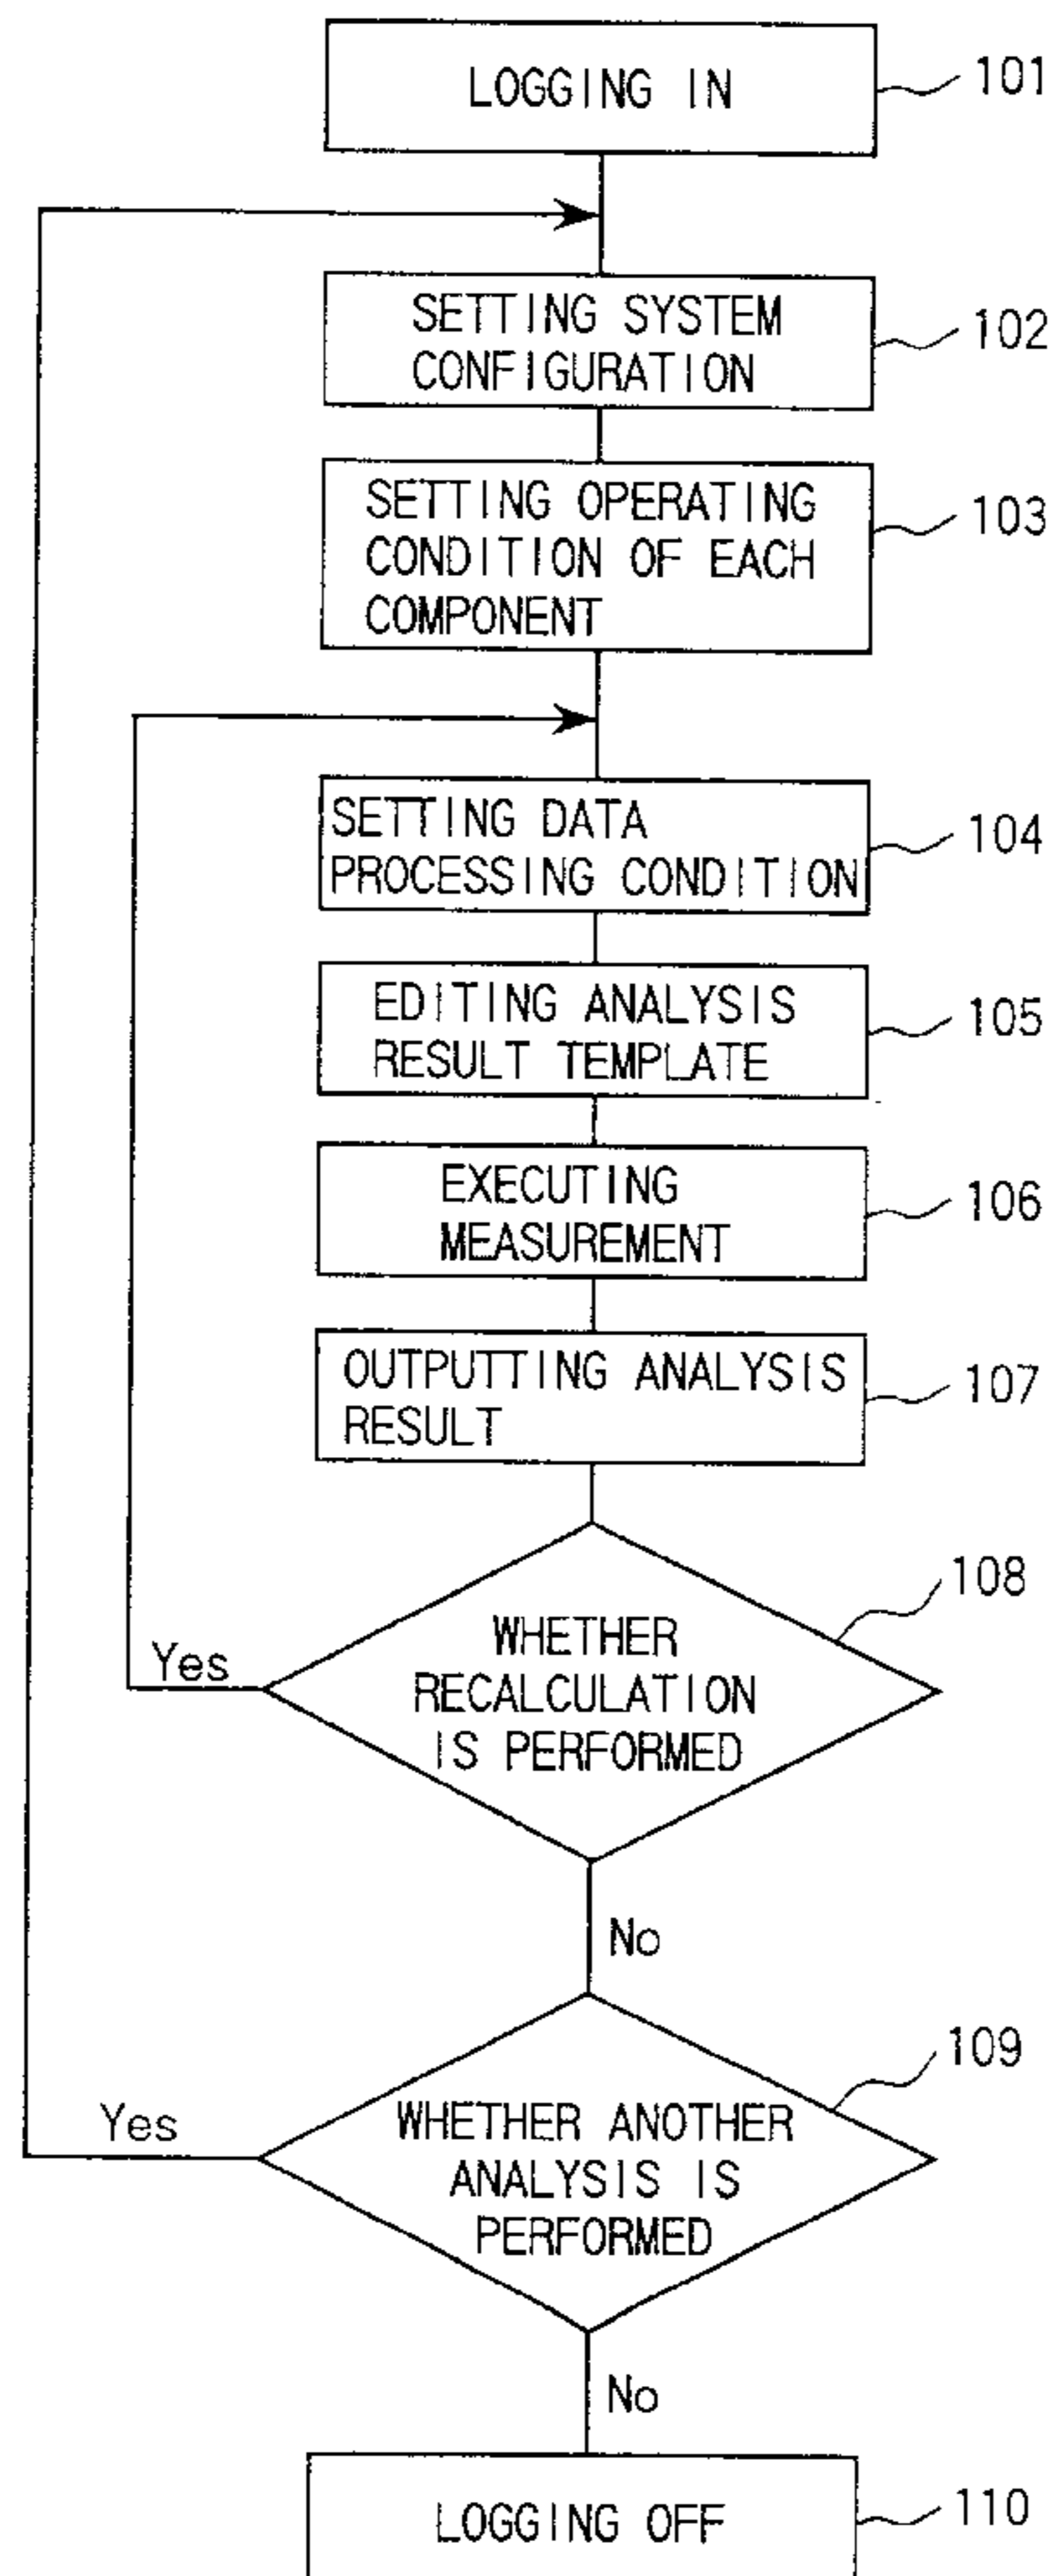 LOGGING IN
101
SETTING SYSTEM
CONFIGURATION
102
SETTING OPERATING
CONDITION OF EACH
COMPONENT
103
SETTING DATA
PROCESSING CONDITION
104
EDITING ANALYSIS
RESULT TEMPLATE
105
EXECUTING
MEASUREMENT
106
OUTPUTTING ANALYSIS
RESULT
107
108
WHETHER
RECALCULATION
IS PERFORMED
Yes
No
109
WHETHER ANOTHER
ANALYSIS IS
PERFORMED
Yes
No
LOGGING OFF
110